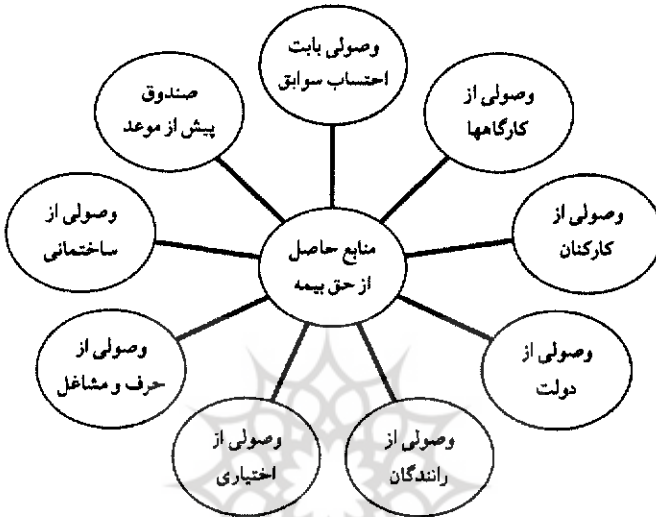 وصولی بابت
احتساب سوابق
وصولی از
کارگاهها
وصولی از
کارکنان
وصولی از
دولت
وصولی از
رانندگان
وصولی از
اختیاری
وصولی از
حرف و مشاغل
وصولی از
ساختمانی
صندوق
پیش از موعد
منابع حاصل
از حق بیمه